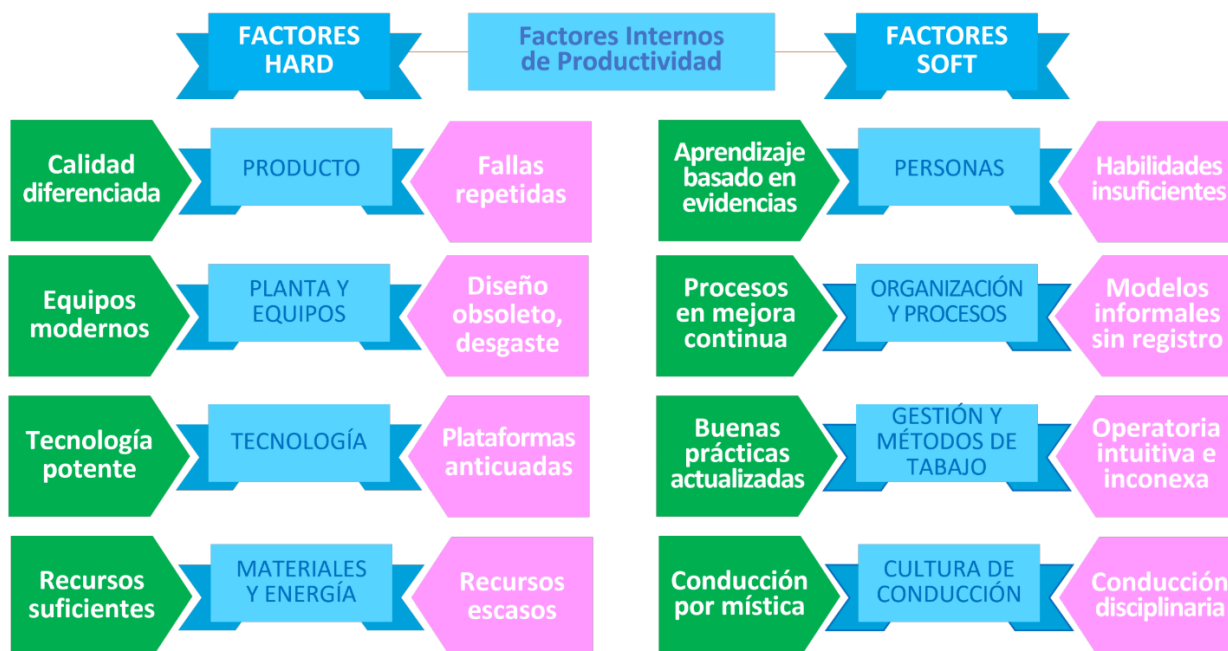 FACTORES
HARD
Factores Internos
de Productividad
FACTORES
SOFT
Calidad
diferenciada
PRODUCTO
Fallas
repetidas
Aprendizaje
basado en
evidencias
PERSONAS
Habilidades
insuficientes
Equipos
modernos
PLANTA Y
EQUIPOS
Diseño
obsoleto,
desgaste
Procesos
en mejora
continua
ORGANIZACIÓN
Y PROCESOS
Modelos
informales
sin registro
Tecnología
potente
TECNOLOGÍA
Plataformas
anticuadas
Buenas
prácticas
actualizadas
GESTIÓN Y
MÉTODOS DE
TABAJO
Operatoria
intuitiva e
inconexa
Recursos
suficientes
MATERIALES
Y ENERGÍA
Recursos
escasos
Conducción
por mística
CULTURA DE
CONDUCCIÓN
Conducción
disciplinaria